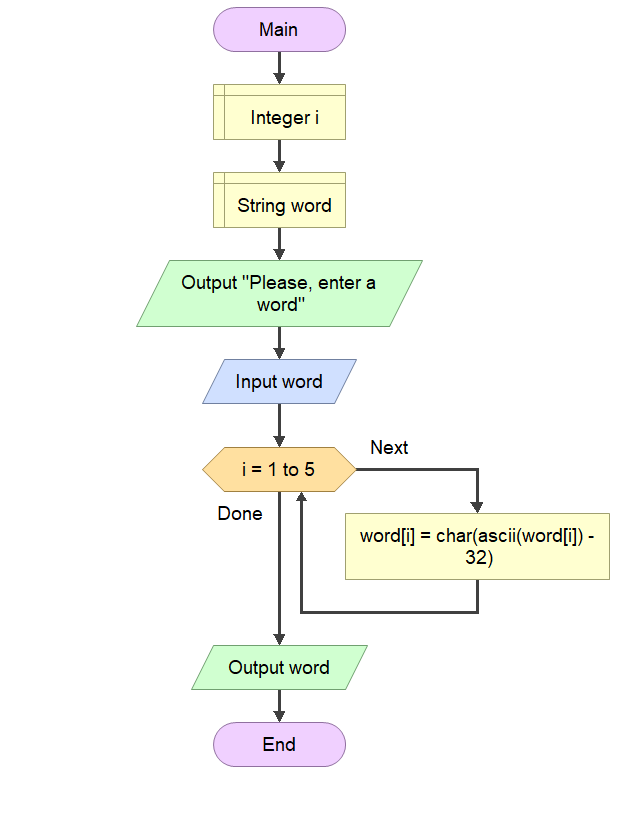 Main
Integer i
String word
Output "Please, enter a
word"
Input word
i = 1 to 5
Next
Done
word[i] = char(ascii(word[i]) -
32)
Output word
End